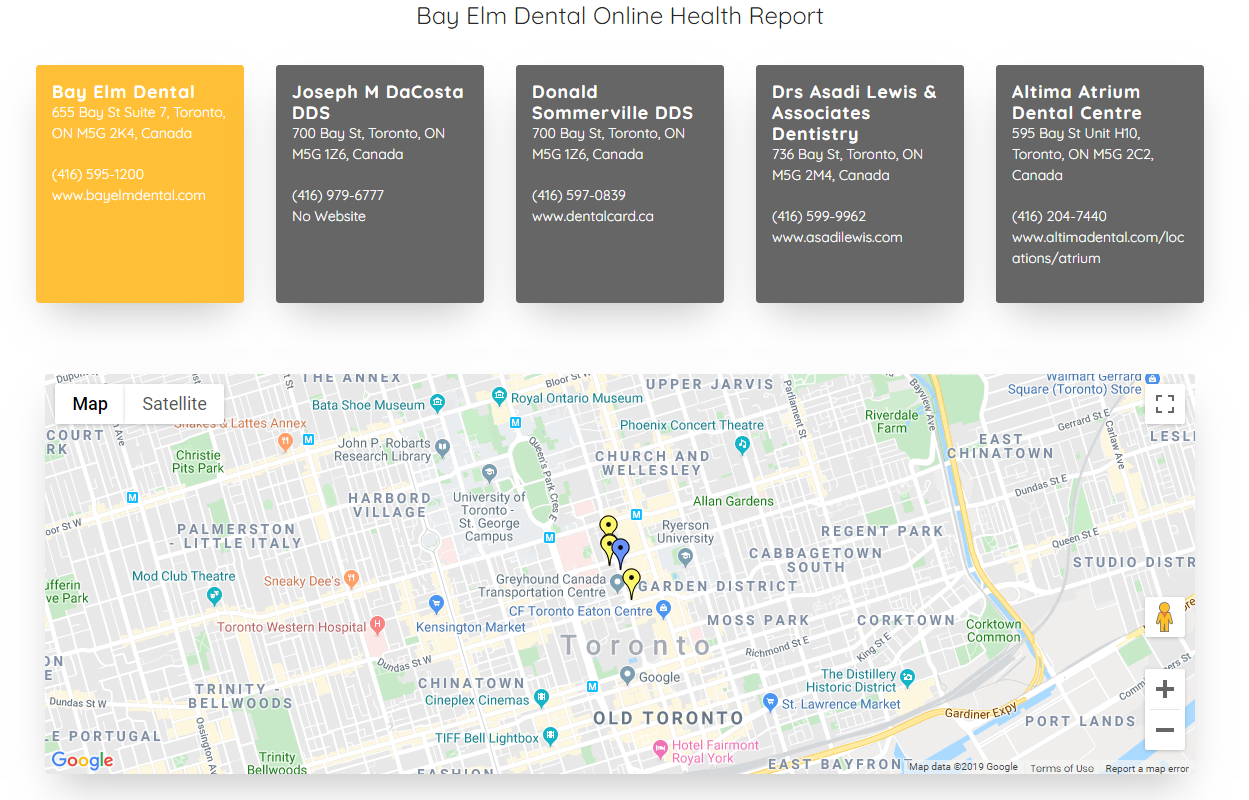 Bay Elm Dental Online Health Report
Bay Elm Dental
655 Bay St Suite 7, Toronto,
ON M5G 2K4, Canada
(416) 595-1200
www.bayelmdental.com
Joseph M DaCosta
DDS
700 Bay St, Toronto, ON
M5G 1Z6, Canada
(416) 979-6777
No Website
Donald
Sommerville DDS
700 Bay St, Toronto, ON
M5G 1Z6, Canada
(416) 597-0839
www.dentalcard.ca
Drs Asadi Lewis &
Associates
Dentistry
736 Bay St, Toronto, ON
M5G 2M4, Canada
(416) 599-9962
www.asadilewis.com
Altima Atrium
Dental Centre
595 Bay St Unit H10,
Toronto, ON M5G 2C2,
Canada
(416) 204-7440
www.altimadental.com/loc
ations/atrium
Map
Satellite
THE ANNEX
Bloor St W
UPPER JARVIS
Parliament St
Bayview Ave
Walmart Gerrard
Square (Toronto) Store
Bata Shoe Museum
Royal Ontario Museum
Snakes & Lattes Annex
M
M
Phoenix Concert Theatre
Riverdale
Farm
Gerrard St E
Carlaw Ave
COURT
RK
John P. Robarts
Research Library
Queen's Park Cres E
EAST
CHINATOWN
LESLI
Christie
Pits Park
CHURCH AND
WELLESLEY
Dundas St E
M
HARBORD
VILLAGE
University of
Toronto -
St. George
Campus
Allan Gardens
M
oor St W
PALMERSTON
- LITTLE ITALY
M
Ryerson
University
REGENT PARK
Queen St E
CABBAGETOWN
SOUTH
STUDIO DISTR
Mod Club Theatre
Sneaky Dee's
Greyhound Canada
Transportation Centre
GARDEN DISTRICT
ufferin
ve Park
CF Toronto Eaton Centre
Toronto Western Hospital
H
Kensington Market
MOSS PARK
CORKTOWN
Corktown
Common
Toronto
Richmond St E
King St E
ON
E
Dundas St W
CHINATOWN
Google
The Distillery
Historic District
TRINITY -
BELLWOODS
Cineplex Cinemas
M
St. Lawrence Market
Dundas St W
OLD TORONTO
Gardiner Expy
PORT LANDS
E PORTUGAL
Ossington Av
TIFF Bell Lightbox
Hotel Fairmont
Royal York
Trinity
Bellwoods
FASHION
EAST BAYFRONT
Google
Map data ©2019 Google
Terms of Use
Report a map error